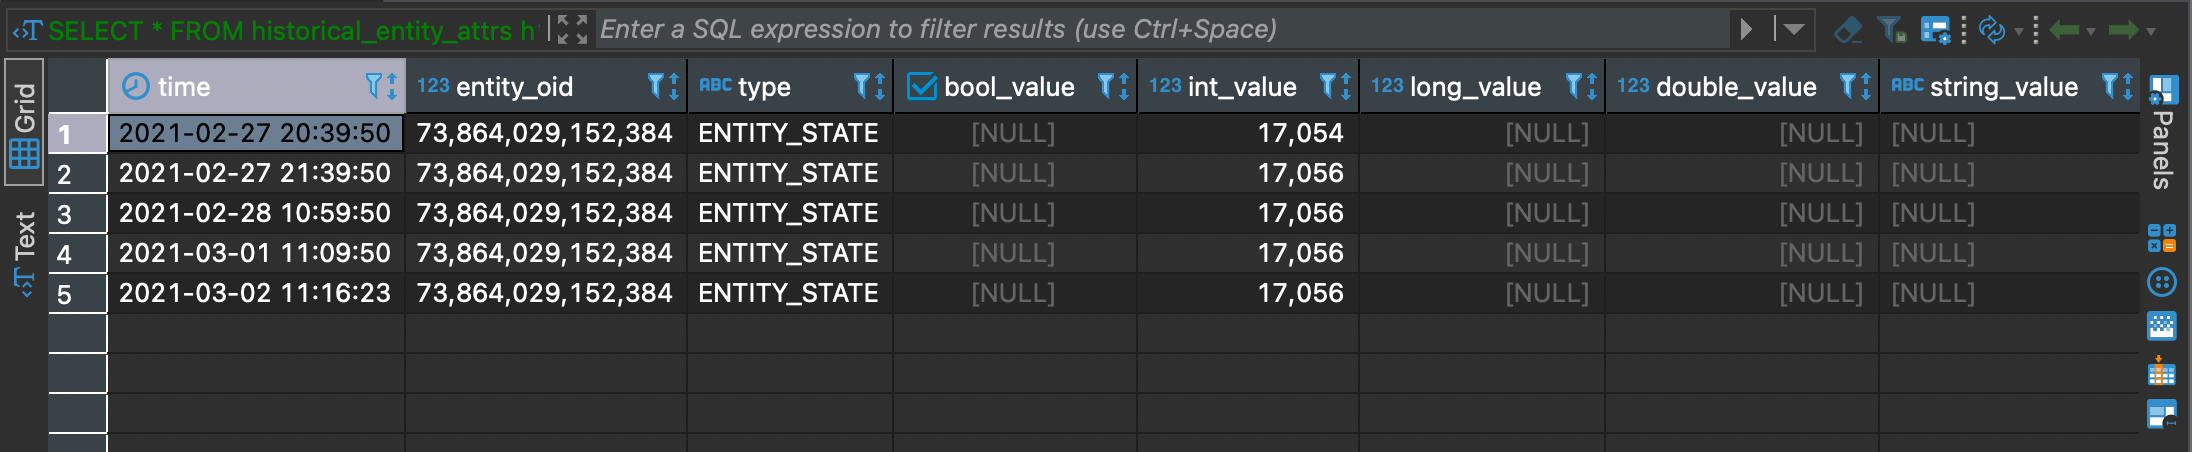 SELECT * FROM historical_entity_attrs h
Enter a SQL expression to filter results (use Ctrl+Space)
Grid
Text
time 123 entity_oid ABC type bool_value 123 int_value 123 long_value 123 double_value ABC string_value
1 2021-02-27 20:39:50 73,864,029,152,384 ENTITY_STATE [NULL] 17,054 [NULL] [NULL] [NULL]
2 2021-02-27 21:39:50 73,864,029,152,384 ENTITY_STATE [NULL] 17,056 [NULL] [NULL] [NULL]
3 2021-02-28 10:59:50 73,864,029,152,384 ENTITY_STATE [NULL] 17,056 [NULL] [NULL] [NULL]
4 2021-03-01 11:09:50 73,864,029,152,384 ENTITY_STATE [NULL] 17,056 [NULL] [NULL] [NULL]
5 2021-03-02 11:16:23 73,864,029,152,384 ENTITY_STATE [NULL] 17,056 [NULL] [NULL] [NULL]
Panels